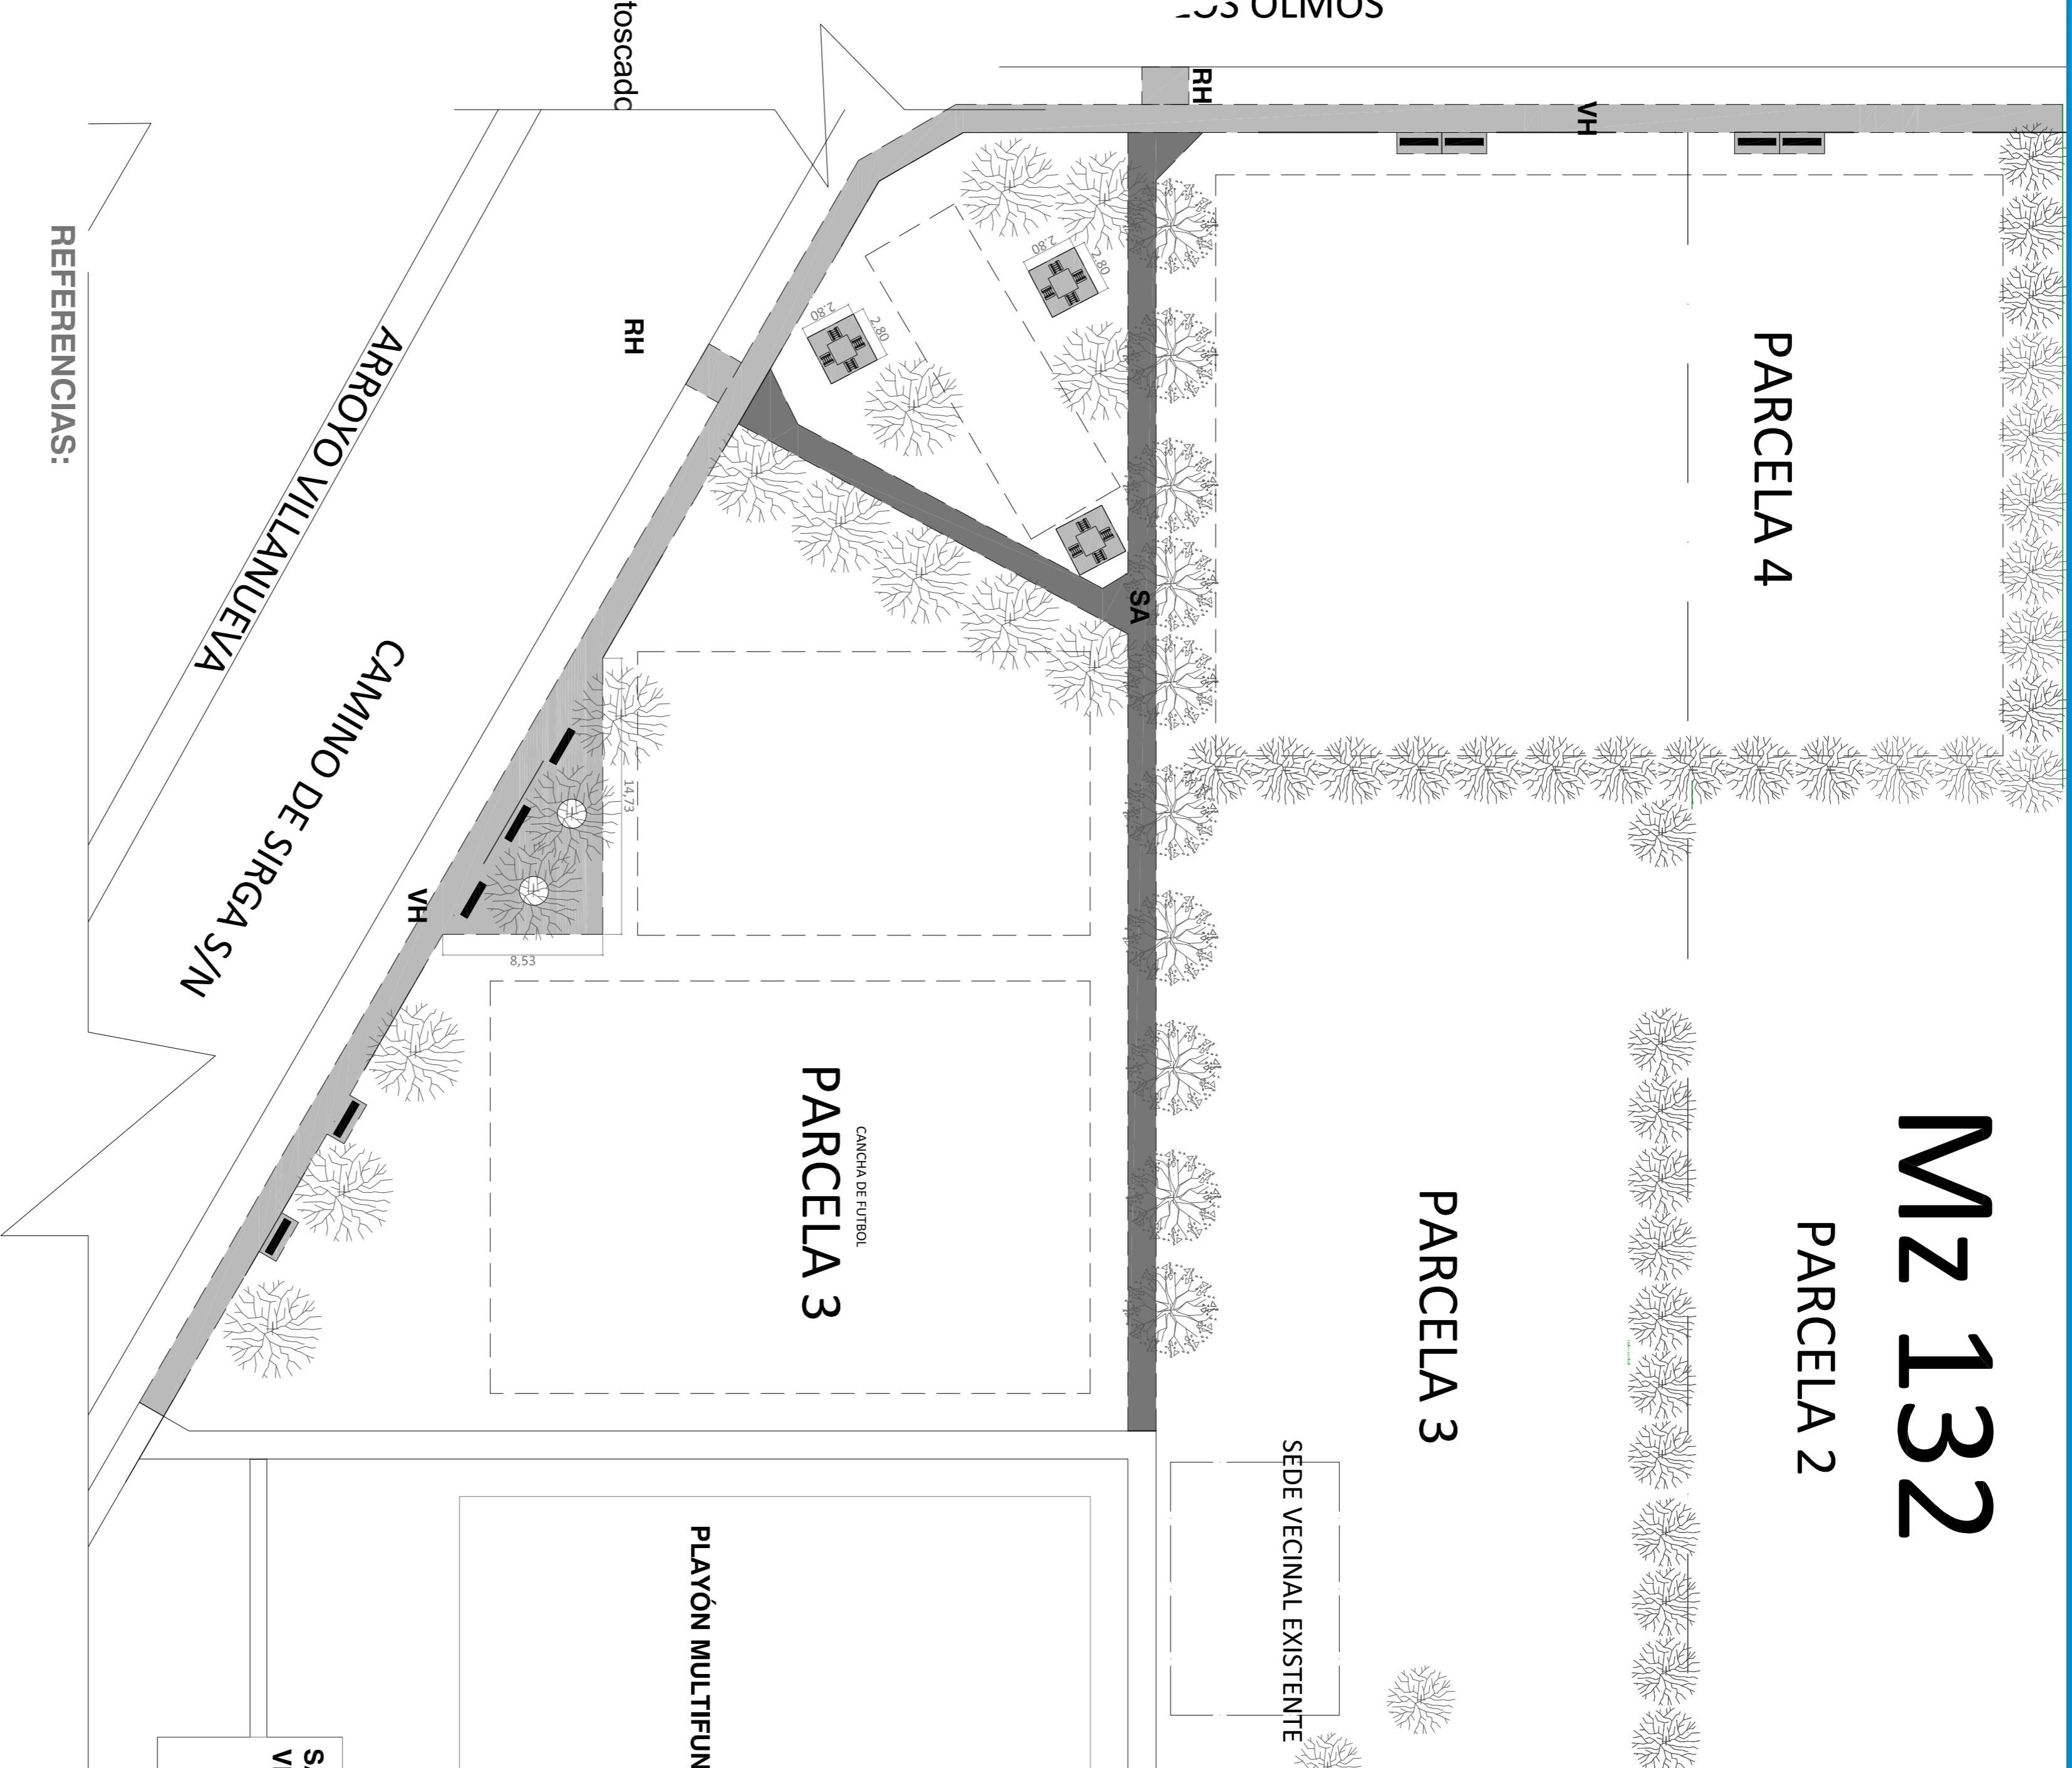 OLMOS
toscado
RH
VH
REFERENCIAS:
ARROYO VILLANUEVA
RH
2.80
2.80
2.80
2.80
PARCELA 4
SA
CAMINO DE SIRGA S/N
14,73
VH
8,53
PARCELA 3
CANCHA DE FUTBOL
PARCELA 3
PARCELA 2
Mz 132
SEDE VECINAL EXISTENTE
PLAYÓN MULTIFUN